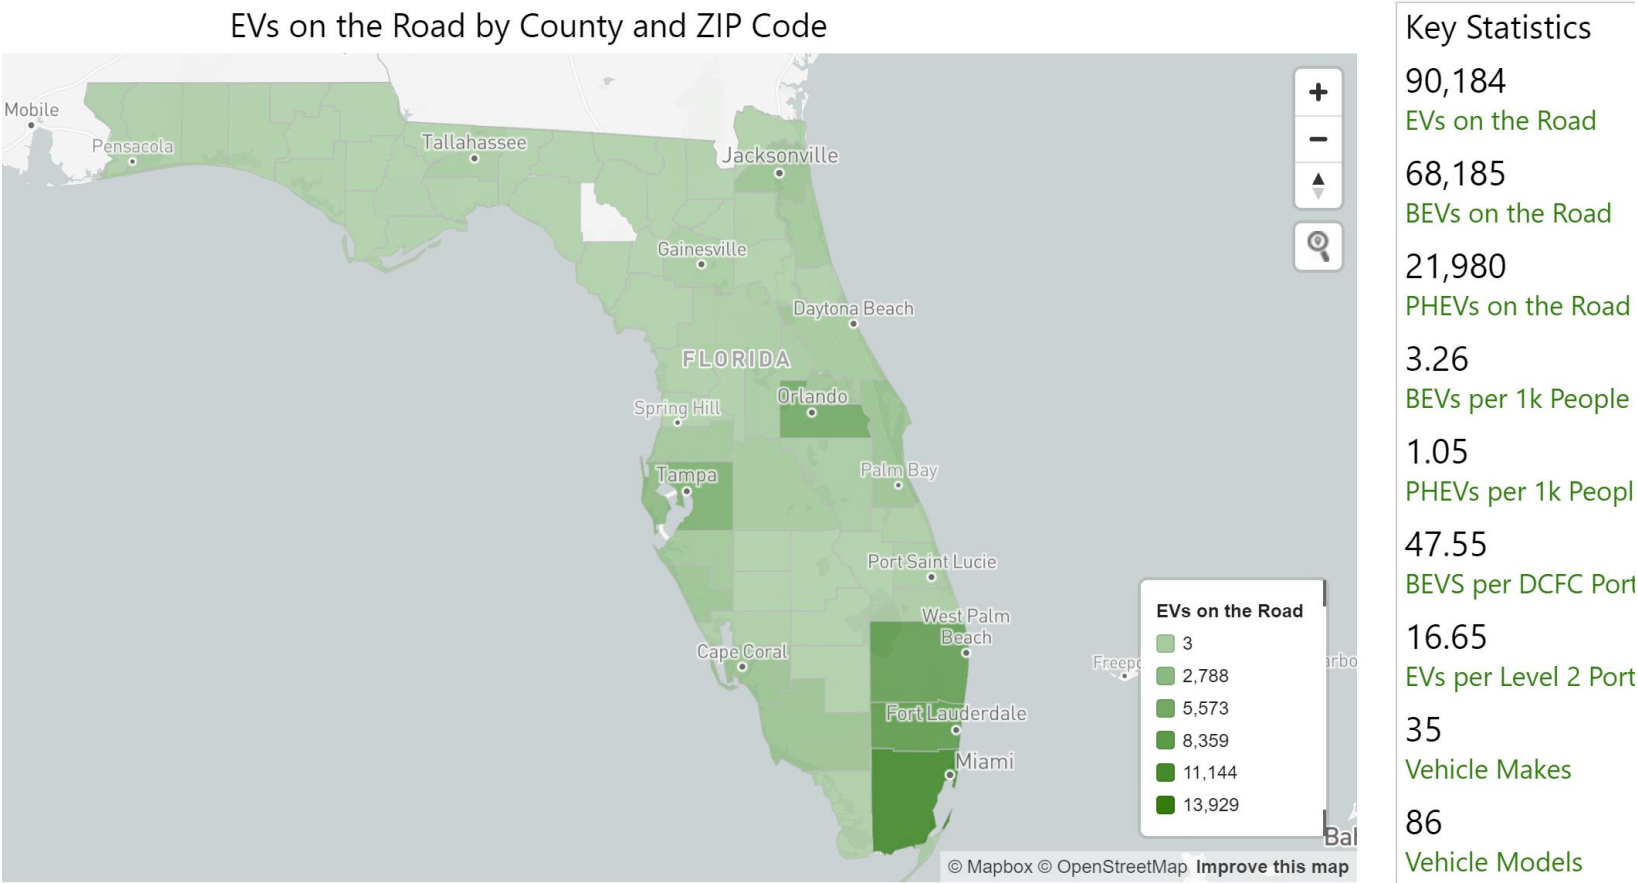 EVs on the Road by County and ZIP Code
Mobile
Pensacola
Tallahassee
Jacksonville
Gainesville
Daytona Beach
FLORIDA
Orlando
Spring Hill
Tampa
Palm Bay
Port Saint Lucie
West Palm
Beach
Cape Coral
Fort Lauderdale
Miami
Freepo
arbo
Bah
EVs on the Road
3
2,788
5,573
8,359
11,144
13,929
© Mapbox © OpenStreetMap Improve this map
Key Statistics
90,184
EVs on the Road
68,185
BEVs on the Road
21,980
PHEVs on the Road
3.26
BEVs per 1k People
1.05
PHEVs per 1k Peopl
47.55
BEVS per DCFC Port
16.65
EVs per Level 2 Port
35
Vehicle Makes
86
Vehicle Models